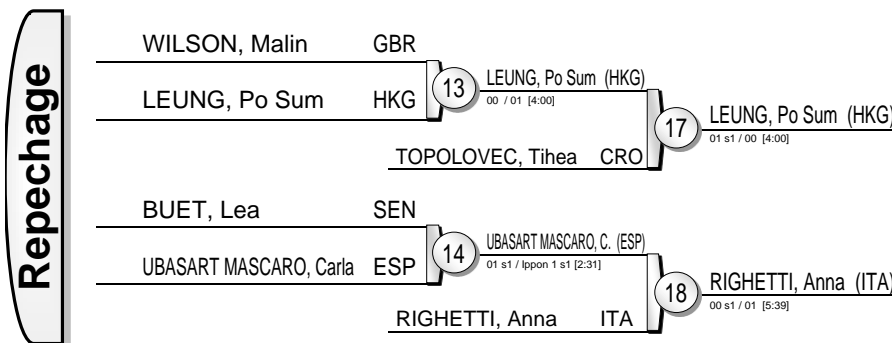 Repechage
WILSON, Malin GBR
LEUNG, Po Sum HKG
13
LEUNG, Po Sum (HKG)
00 / 01 [4:00]
TOPOLOVEC, Tihea CRO
17
LEUNG, Po Sum (HKG)
01 s1 / 00 [4:00]
BUET, Lea SEN
UBASART MASCARO, Carla ESP
14
UBASART MASCARO, C. (ESP)
01 s1 / Ippon 1 s1 [2:31]
RIGHETTI, Anna ITA
18
RIGHETTI, Anna (ITA)
00 s1 / 01 [5:39]